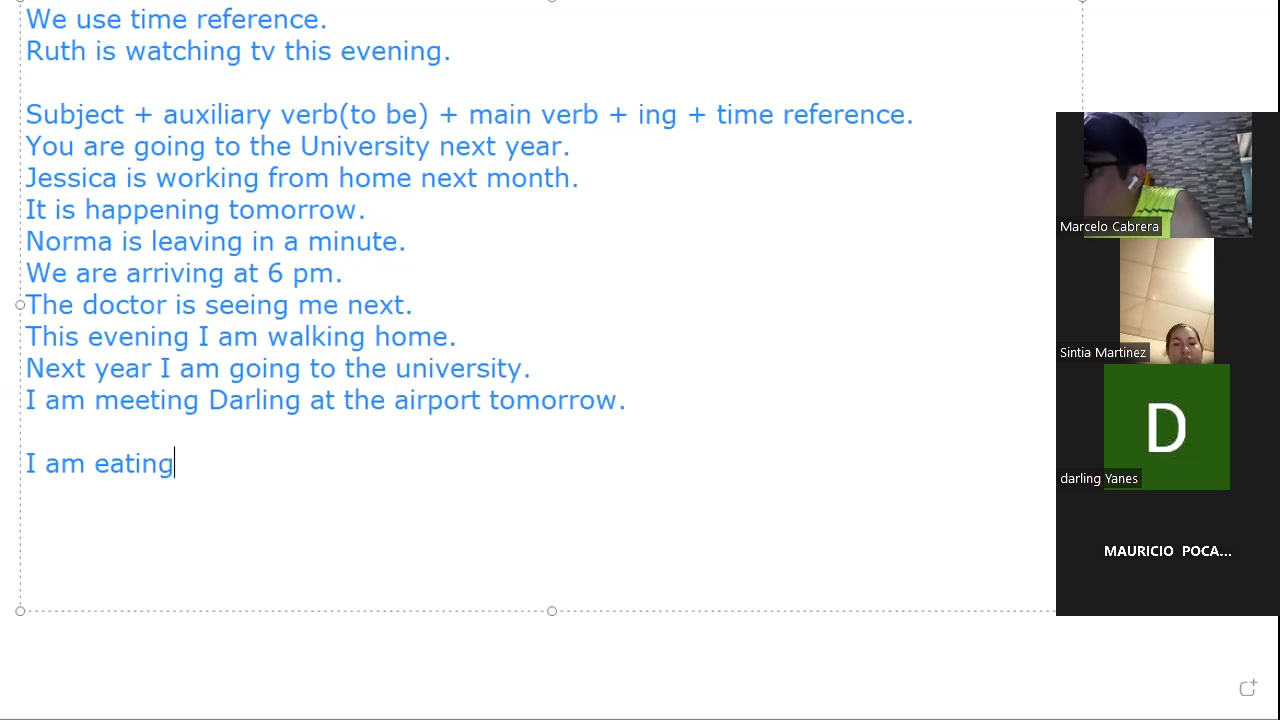 We use time reference.
Ruth is watching tv this evening.
Subject + auxiliary verb(to be) + main verb + ing + time reference.
You are going to the University next year.
Jessica is working from home next month.
It is happening tomorrow.
Norma is leaving in a minute.
We are arriving at 6 pm.
The doctor is seeing me next.
This evening I am walking home.
Next year I am going to the university.
I am meeting Darling at the airport tomorrow.
I am eating
Marcelo Cabrera
Sintia Martinez
D
darling Yanes
MAURICIO POCA...